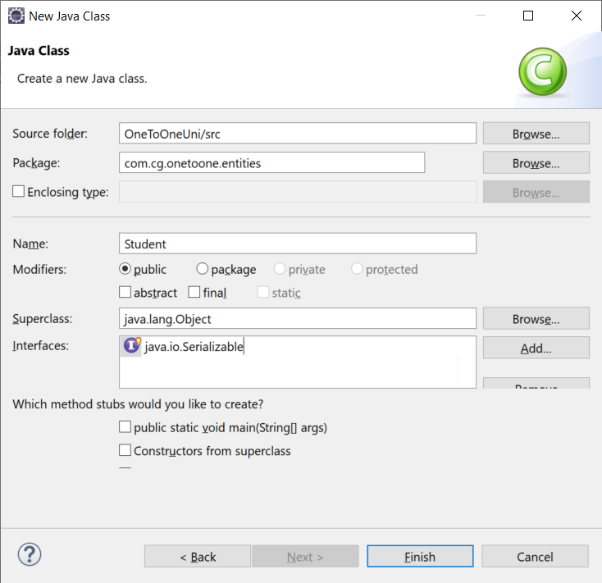 New Java Class
Java Class
Create a new Java class.
Source folder: OneToOneUni/src Browse...
Package: com.cg.onetoone.entities Browse...
Enclosing type: Browse...
Name: Student
Modifiers: public package private protected
abstract final static
Superclass: java.lang.Object Browse...
Interfaces: java.io.Serializable Add...
Remove
Which method stubs would you like to create?
public static void main(String[] args)
Constructors from superclass
< Back Next > Finish Cancel